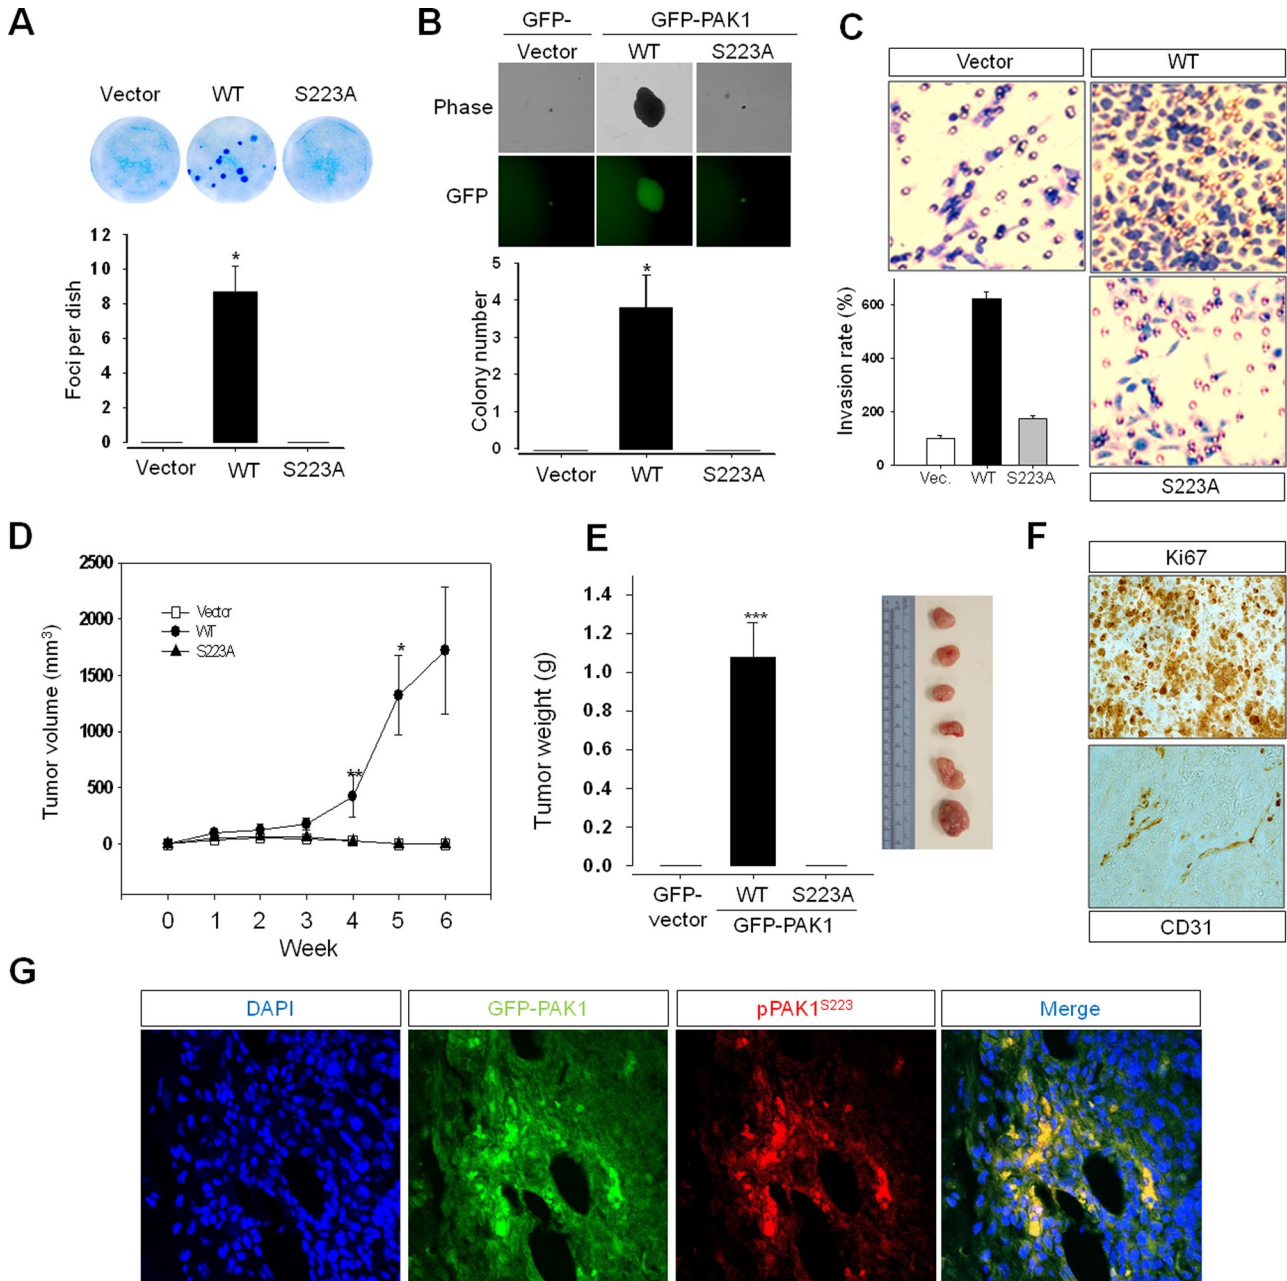 A
Vector WT S223A
12
10
8
6
4
2
0
Foci per dish
Vector WT S223A
B
GFP- GFP-PAK1
Vector WT S223A
Phase
GFP
5
4
3
2
1
0
Colony number
Vector WT S223A
C
Vector WT
600
400
200
0
Invasion rate (%)
Vec. WT S223A
S223A
D
2500
2000
1500
1000
500
0
Tumor volume (mm³)
Vector
WT
S223A
*
**
0 1 2 3 4 5 6
Week
E
1.4
1.2
1.0
0.8
0.6
0.4
0.2
0.0
Tumor weight (g)
***
GFP-vector WT S223A
GFP-PAK1
F
Ki67
CD31
G
DAPI GFP-PAK1 pPAK1ˢ²²³ Merge